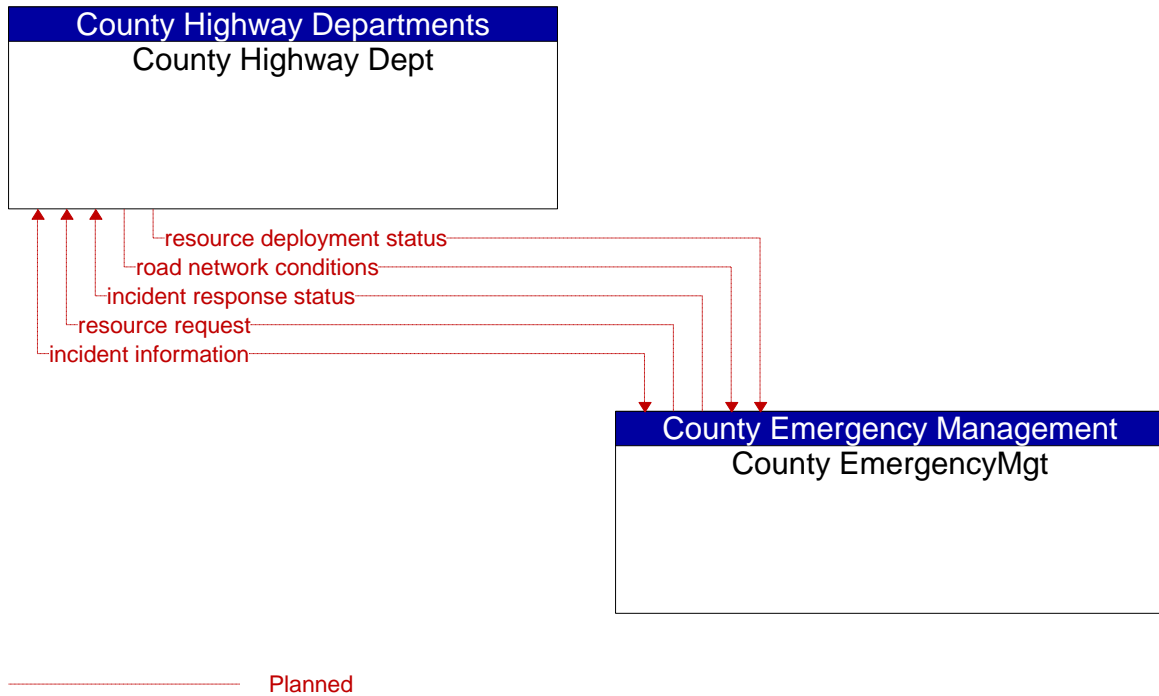 County Highway Departments
County Highway Dept
resource deployment status
road network conditions
incident response status
resource request
incident information
County Emergency Management
County EmergencyMgt
Planned